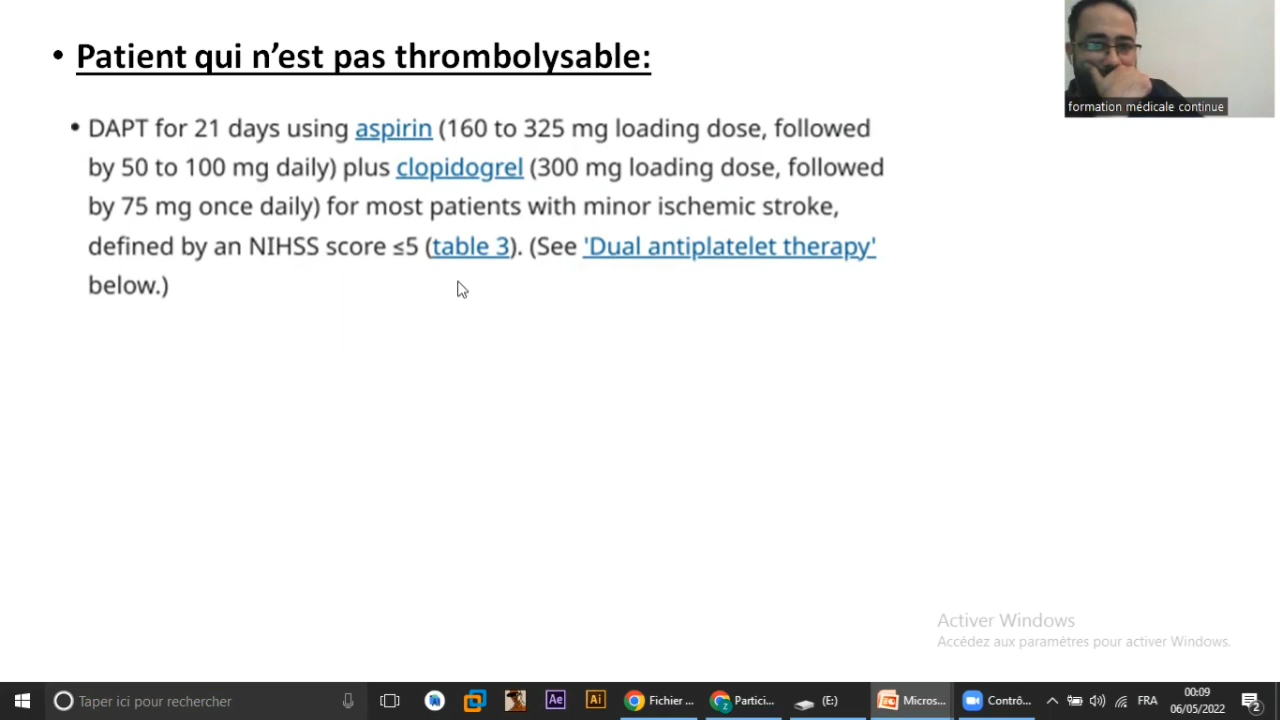 • Patient qui n’est pas thrombolysable:
formation médicale continue
• DAPT for 21 days using aspirin (160 to 325 mg loading dose, followed
by 50 to 100 mg daily) plus clopidogrel (300 mg loading dose, followed
by 75 mg once daily) for most patients with minor ischemic stroke,
defined by an NIHSS score ≤5 (table 3). (See 'Dual antiplatelet therapy'
below.)
Activer Windows
Accédez aux paramètres pour activer Windows.
Taper ici pour rechercher
Ae
Ai
Fichier ...
Partici...
(E:)
Micros...
Contrô...
FRA
00:09
06/05/2022
2